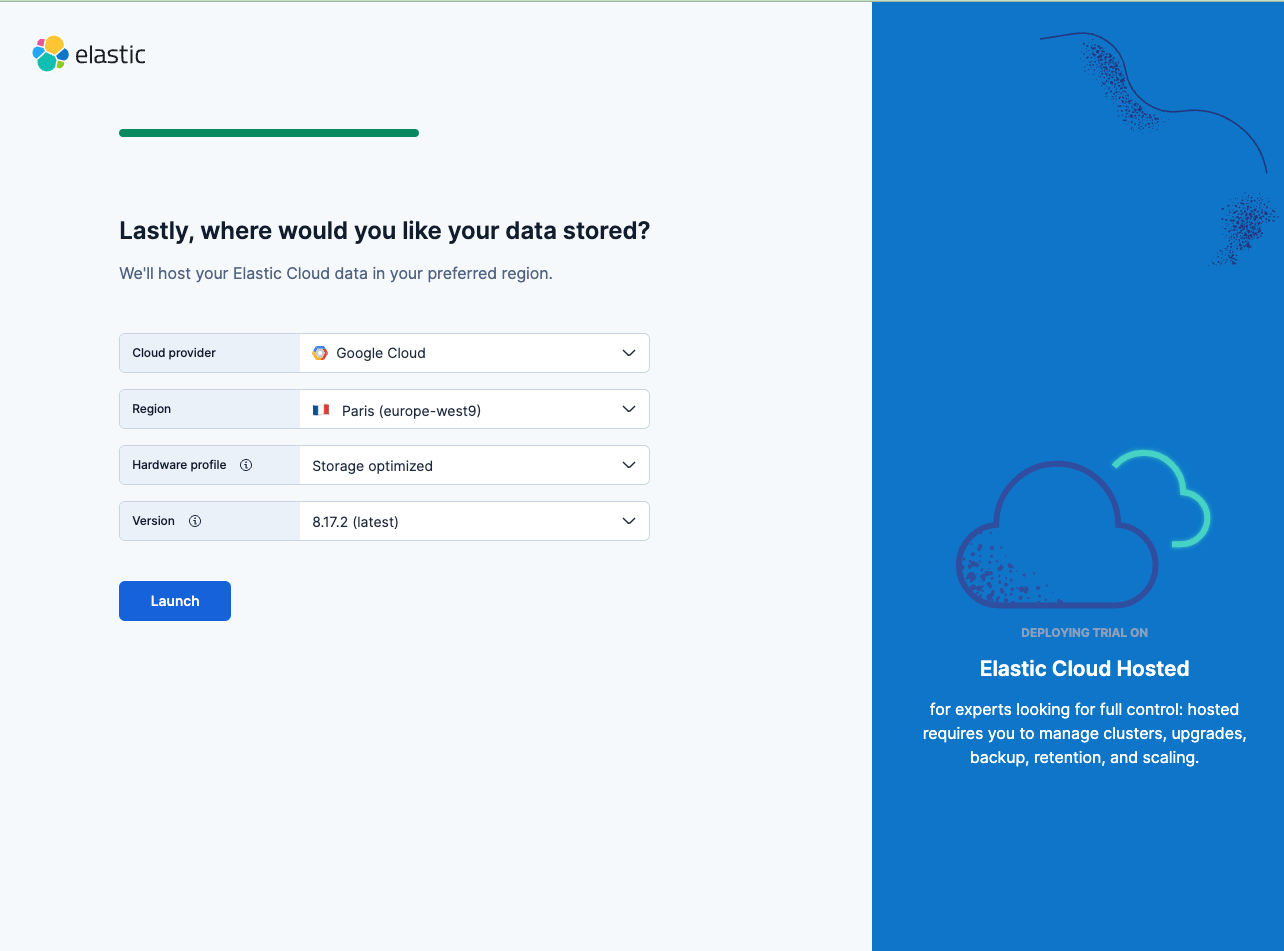 elastic
Lastly, where would you like your data stored?
We'll host your Elastic Cloud data in your preferred region.
Cloud provider
Google Cloud
Region
Paris (europe-west9)
Hardware profile
Storage optimized
Version
8.17.2 (latest)
Launch
DEPLOYING TRIAL ON
Elastic Cloud Hosted
for experts looking for full control: hosted
requires you to manage clusters, upgrades,
backup, retention, and scaling.